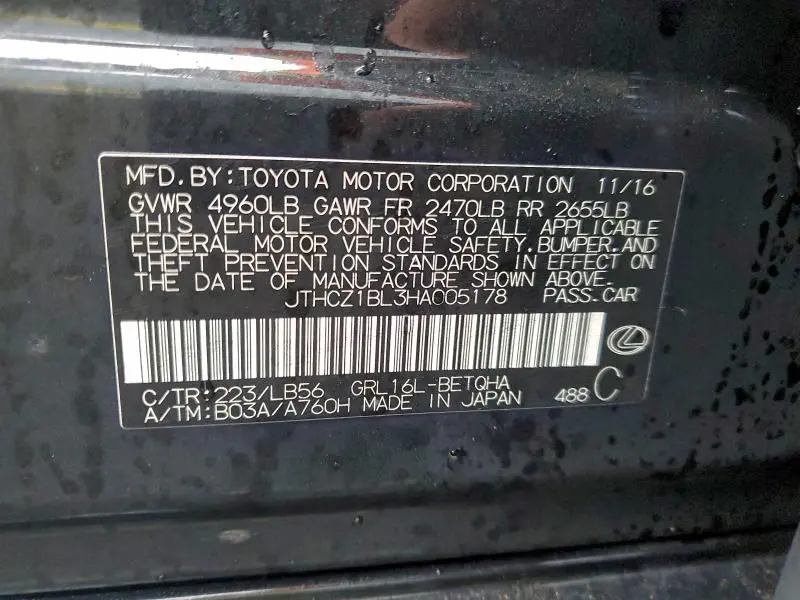 MFD.BY:TOYOTA MOTOR CORPORATION 11/16
GVWR 4960LB GAWR FR 2470LB RR 2655LB
THIS VEHICLE CONFORMS TO ALL APPLICABLE
FEDERAL MOTOR VEHICLE SAFETY,BUMPER,AND
THEFT PREVENTION STANDARDS IN EFFECT ON
THE DATE OF MANUFACTURE SHOWN ABOVE.
JTHCZ1BL3HA005178 PASS.CAR
C/TR:223/LB56 GRL16L-BETQHA
A/TM:B03A/A760H MADE IN JAPAN 488 C